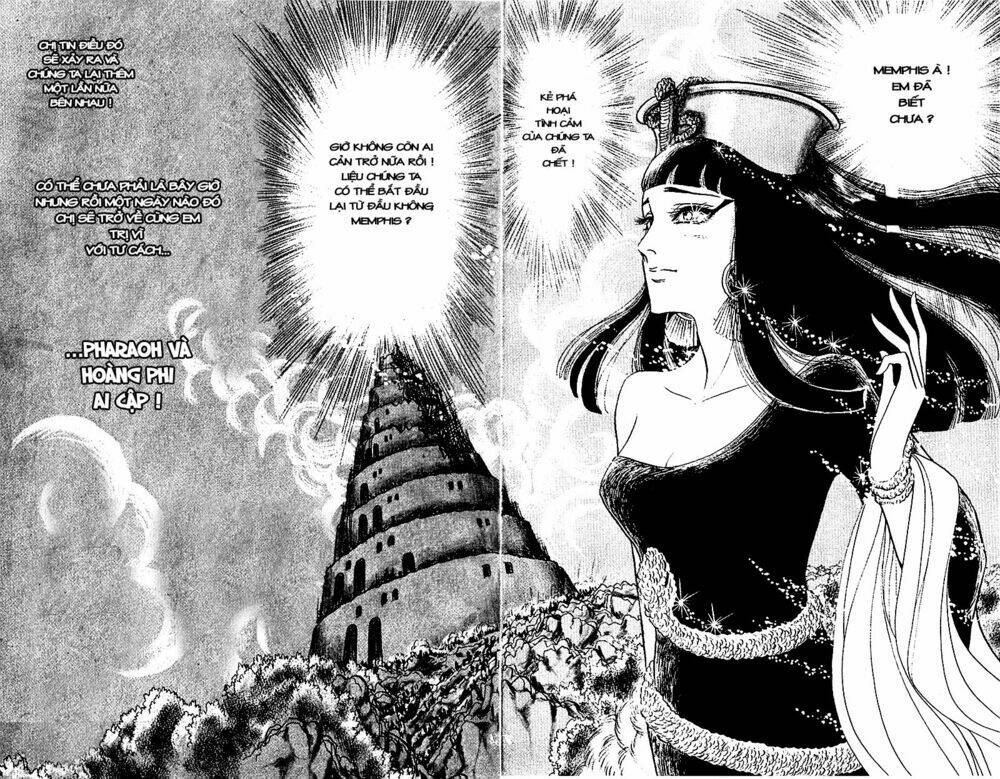 MEMPHIS À !
EM ĐÃ
BIẾT
CHƯA ?
KẺ PHÁ
HOẠI
TÌNH CẢM
CỦA CHÚNG TA
ĐÃ
CHẾT !
GIỜ KHÔNG CÒN AI
CẢN TRỞ NỮA RỒI !
LIỆU CHÚNG TA
CÓ THỂ BẮT ĐẦU
LẠI TỪ ĐẦU KHÔNG
MEMPHIS ?
CHỊ TIN ĐIỀU ĐÓ
SẼ XẢY RA VÀ
CHÚNG TA LẠI THÊM
MỘT LẦN NỮA
BÊN NHAU !
CÓ THỂ CHƯA PHẢI LÀ BÂY GIỜ
NHƯNG RỒI MỘT NGÀY NÀO ĐÓ
CHỊ SẼ TRỞ VỀ CÙNG EM
TRỊ VÌ
VỚI TƯ CÁCH...
...PHARAOH VÀ
HOÀNG PHI
AI CẬP !